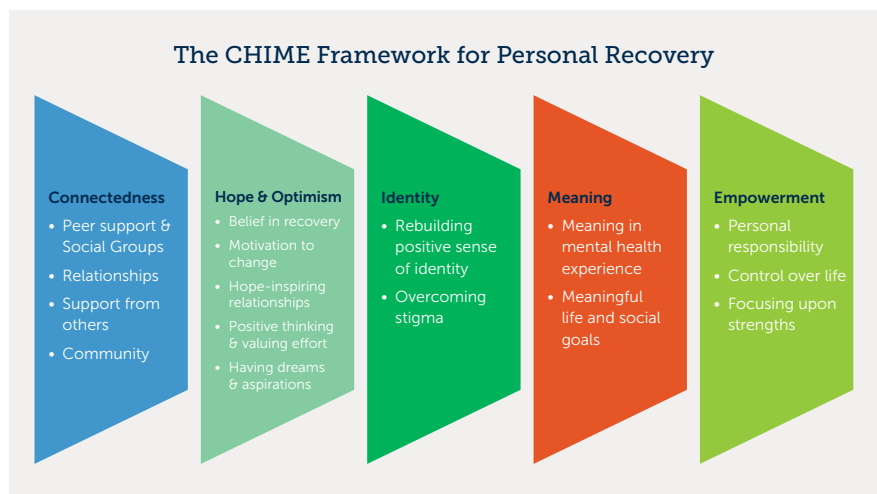 The CHIME Framework for Personal Recovery
Connectedness
• Peer support &
Social Groups
• Relationships
• Support from
others
• Community
Hope & Optimism
• Belief in recovery
• Motivation to
change
• Hope-inspiring
relationships
• Positive thinking
& valuing effort
• Having dreams
& aspirations
Identity
• Rebuilding
positive sense
of identity
• Overcoming
stigma
Meaning
• Meaning in
mental health
experience
• Meaningful
life and social
goals
Empowerment
• Personal
responsibility
• Control over life
• Focusing upon
strengths